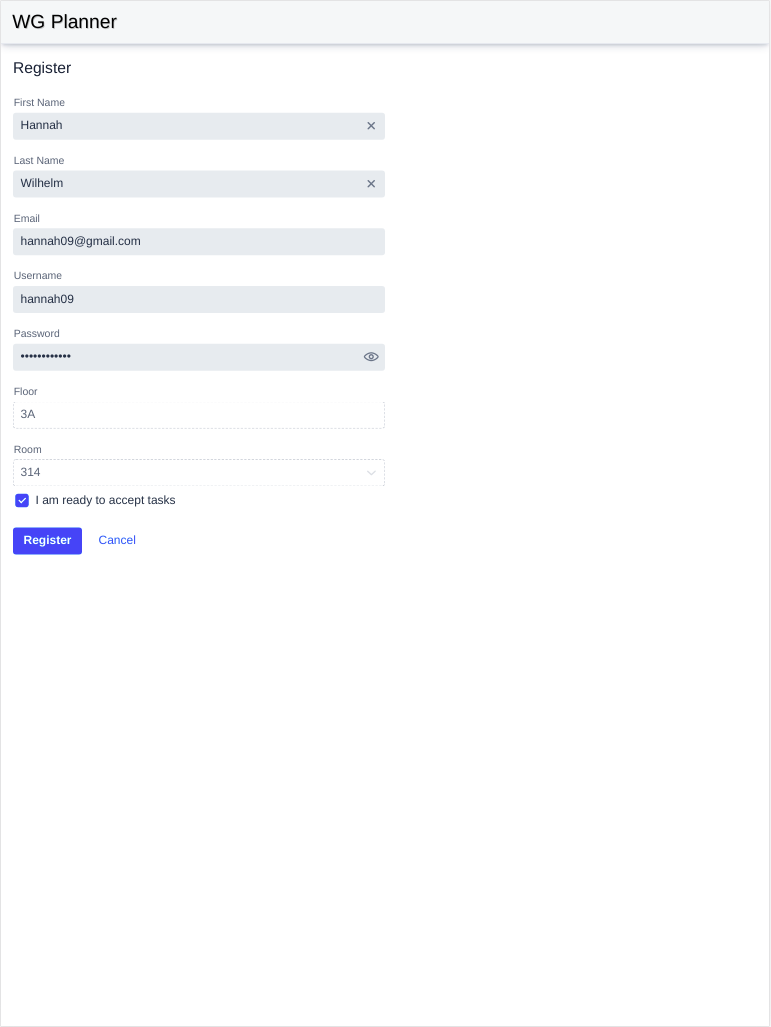 WG Planner
Register
First Name
Hannah
Last Name
Wilhelm
Email
hannah09@gmail.com
Username
hannah09
Password
••••••••••••
Floor
3A
Room
314
I am ready to accept tasks
Register Cancel